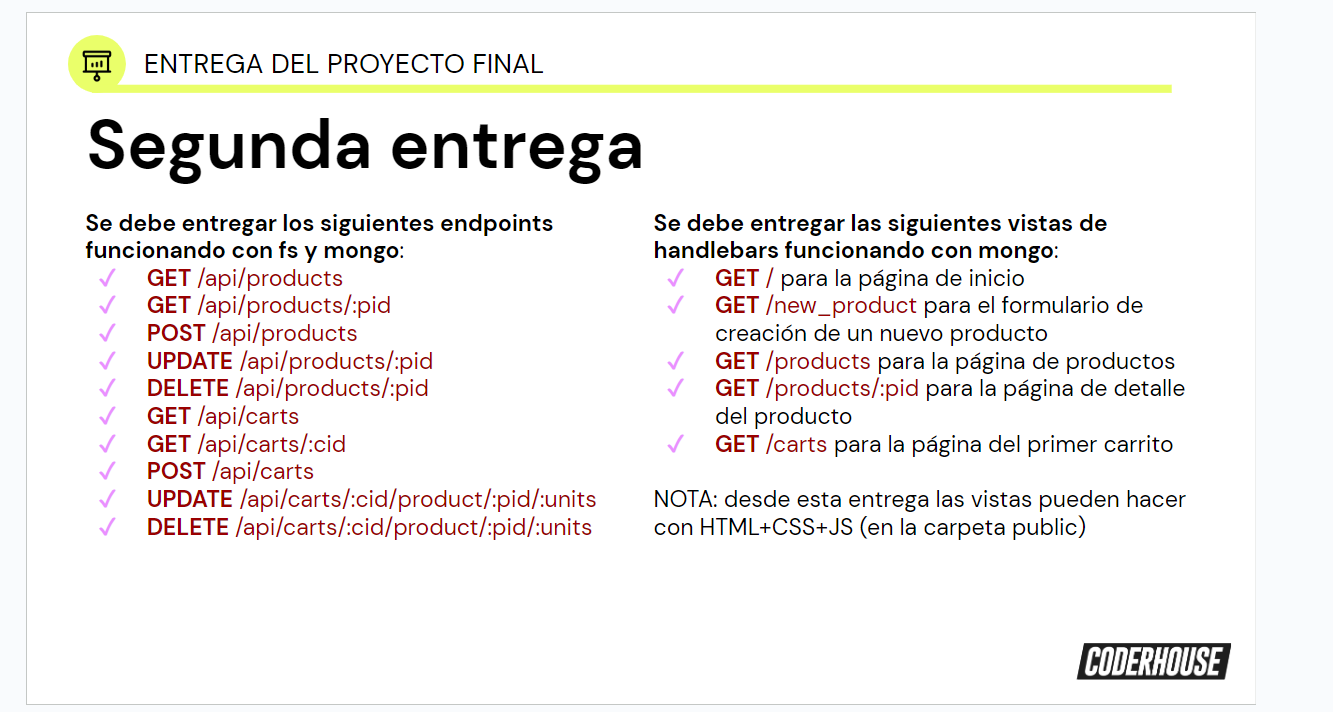 ENTREGA DEL PROYECTO FINAL
Segunda entrega
Se debe entregar los siguientes endpoints
funcionando con fs y mongo:
✓ GET /api/products
✓ GET /api/products/:pid
✓ POST /api/products
✓ UPDATE /api/products/:pid
✓ DELETE /api/products/:pid
✓ GET /api/carts
✓ GET /api/carts/:cid
✓ POST /api/carts
✓ UPDATE /api/carts/:cid/product/:pid/:units
✓ DELETE /api/carts/:cid/product/:pid/:units
Se debe entregar las siguientes vistas de
handlebars funcionando con mongo:
✓ GET / para la página de inicio
✓ GET /new_product para el formulario de
creación de un nuevo producto
✓ GET /products para la página de productos
✓ GET /products/:pid para la página de detalle
del producto
✓ GET /carts para la página del primer carrito
NOTA: desde esta entrega las vistas pueden hacer
con HTML+CSS+JS (en la carpeta public)
CODERHOUSE